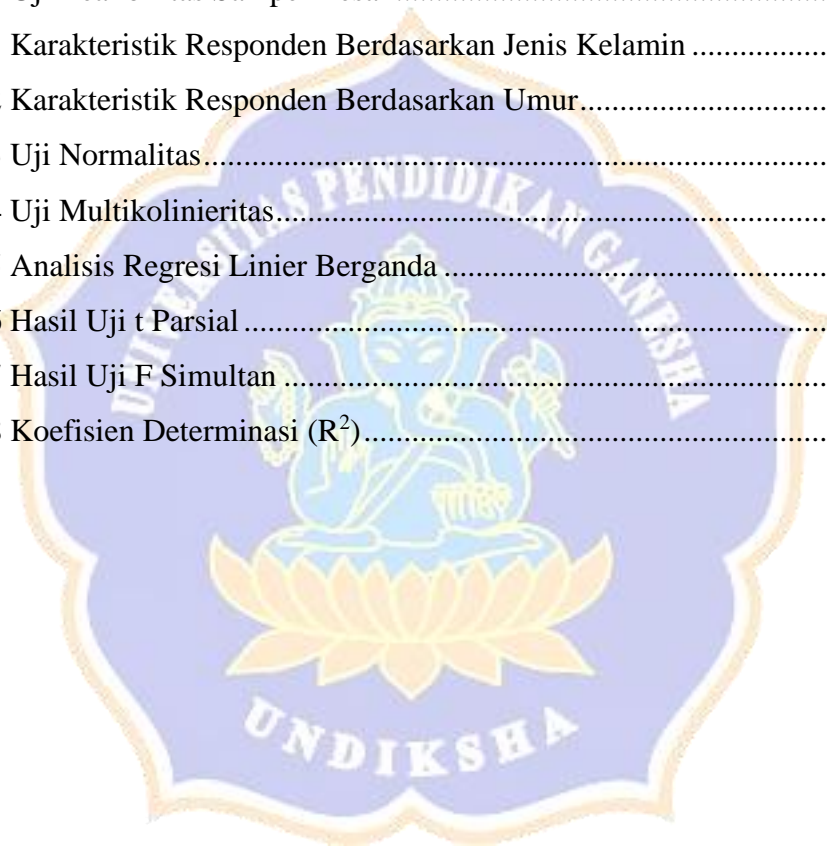 Karakteristik Responden Berdasarkan Jenis Kelamin ....................
Karakteristik Responden Berdasarkan Umur....................
Uji Normalitas....................
Uji Multikolinieritas....................
Analisis Regresi Linier Berganda ....................
Hasil Uji t Parsial ....................
Hasil Uji F Simultan ....................
Koefisien Determinasi (R²)....................
PENDIDIKAN GANESHA
UNDIKSHA